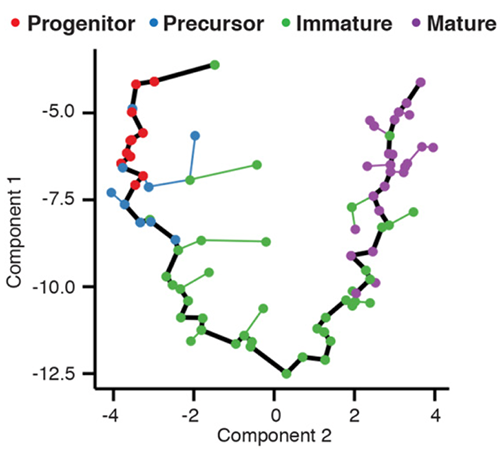 Progenitor Precursor Immature Mature
-5.0
-7.5
-10.0
-12.5
Component 1
-4 -2 0 2 4
Component 2